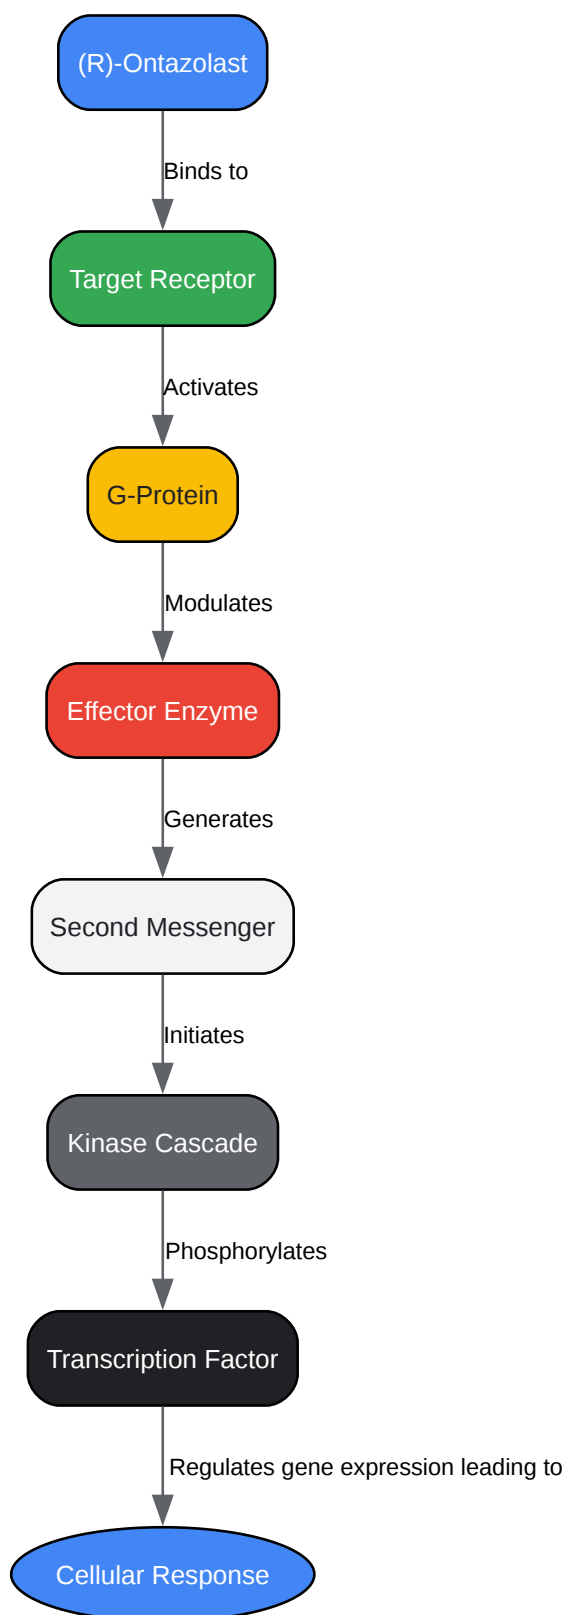 (R)-Ontazolast
Binds to
Target Receptor
Activates
G-Protein
Modulates
Effector Enzyme
Generates
Second Messenger
Initiates
Kinase Cascade
Phosphorylates
Transcription Factor
Regulates gene expression leading to
Cellular Response